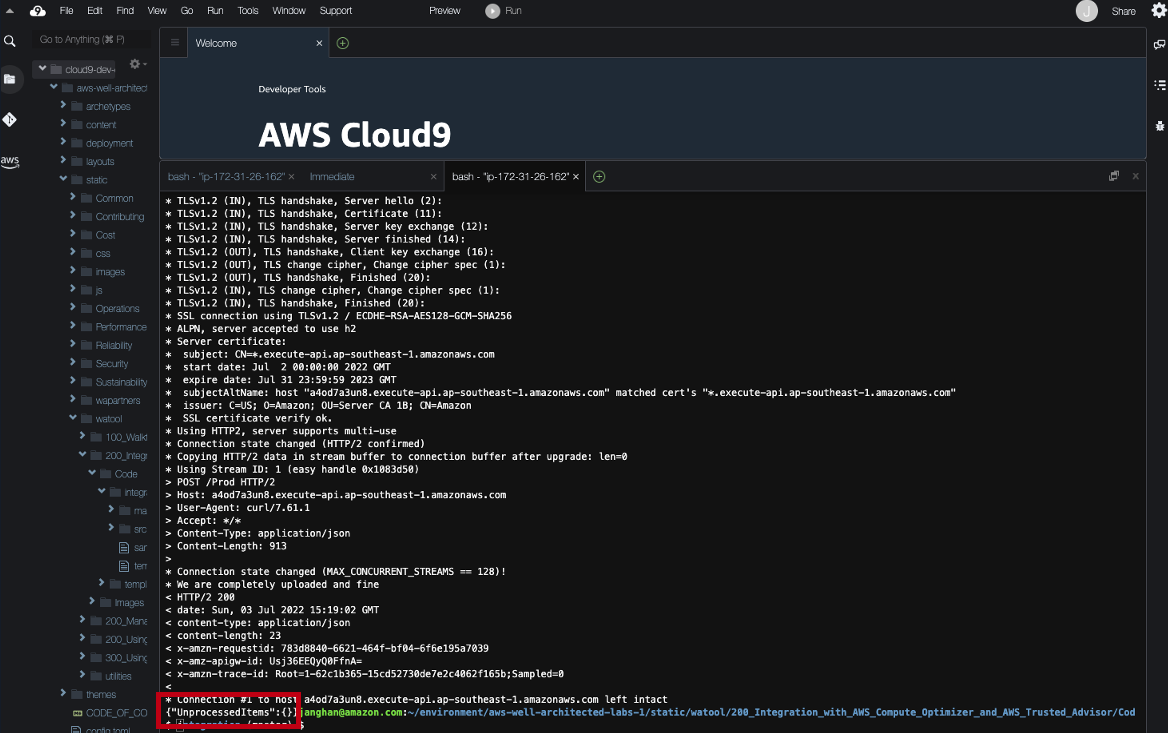 File Edit Find View Go Run Tools Window Support Preview Run J Share
Go to Anything (⌘ P)
Welcome
cloud9-dev-
aws-well-architect
archetypes
content
deployment
layouts
static
Common
Contributing
Cost
css
images
js
Operations
Performance
Reliability
Security
Sustainability
wapartners
watool
100_Walkt
200_Integr
Code
integr
ma
src
sar
tem
templ
Images
200_Mana
200_Using
300_Using
utilities
themes
CODE_OF_CO
config.toml
aws
Developer Tools
AWS Cloud9
bash - "ip-172-31-26-162" × Immediate × bash - "ip-172-31-26-162" ×
* TLSv1.2 (IN), TLS handshake, Server hello (2):
* TLSv1.2 (IN), TLS handshake, Certificate (11):
* TLSv1.2 (IN), TLS handshake, Server key exchange (12):
* TLSv1.2 (IN), TLS handshake, Server finished (14):
* TLSv1.2 (OUT), TLS handshake, Client key exchange (16):
* TLSv1.2 (OUT), TLS change cipher, Change cipher spec (1):
* TLSv1.2 (OUT), TLS handshake, Finished (20):
* TLSv1.2 (IN), TLS change cipher, Change cipher spec (1):
* TLSv1.2 (IN), TLS handshake, Finished (20):
* SSL connection using TLSv1.2 / ECDHE-RSA-AES128-GCM-SHA256
* ALPN, server accepted to use h2
* Server certificate:
*  subject: CN=*.execute-api.ap-southeast-1.amazonaws.com
*  start date: Jul  2 00:00:00 2022 GMT
*  expire date: Jul 31 23:59:59 2023 GMT
*  subjectAltName: host "a4od7a3un8.execute-api.ap-southeast-1.amazonaws.com" matched cert's "*.execute-api.ap-southeast-1.amazonaws.com"
*  issuer: C=US; O=Amazon; OU=Server CA 1B; CN=Amazon
*  SSL certificate verify ok.
* Using HTTP2, server supports multi-use
* Connection state changed (HTTP/2 confirmed)
* Copying HTTP/2 data in stream buffer to connection buffer after upgrade: len=0
* Using Stream ID: 1 (easy handle 0x1083d50)
> POST /Prod HTTP/2
> Host: a4od7a3un8.execute-api.ap-southeast-1.amazonaws.com
> User-Agent: curl/7.61.1
> Accept: */*
> Content-Type: application/json
> Content-Length: 913
>
* Connection state changed (MAX_CONCURRENT_STREAMS == 128)!
* We are completely uploaded and fine
< HTTP/2 200
< date: Sun, 03 Jul 2022 15:19:02 GMT
< content-type: application/json
< content-length: 23
< x-amzn-requestid: 783d8840-6621-464f-bf04-6f6e195a7039
< x-amz-apigw-id: Usj36EEQyQ0FfnA=
< x-amzn-trace-id: Root=1-62c1b365-15cd52730de7e2c4062f165b;Sampled=0
<
* Connection #1 to host a4od7a3un8.execute-api.ap-southeast-1.amazonaws.com left intact
{"UnprocessedItems":{}}janghan@amazon.com:~/environment/aws-well-architected-labs-1/static/watool/200_Integration_with_AWS_Compute_Optimizer_and_AWS_Trusted_Advisor/Cod